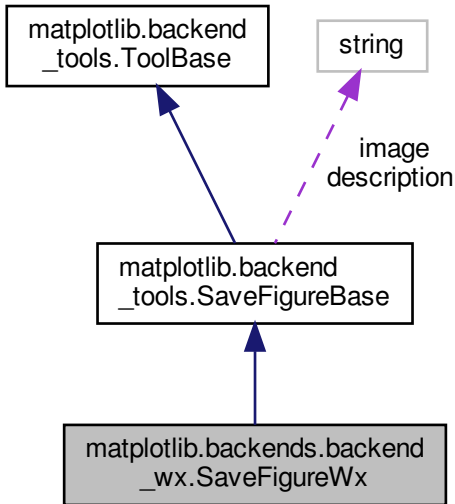 matplotlib.backend
_tools.ToolBase
string
image
description
matplotlib.backend
_tools.SaveFigureBase
matplotlib.backends.backend
_wx.SaveFigureWx